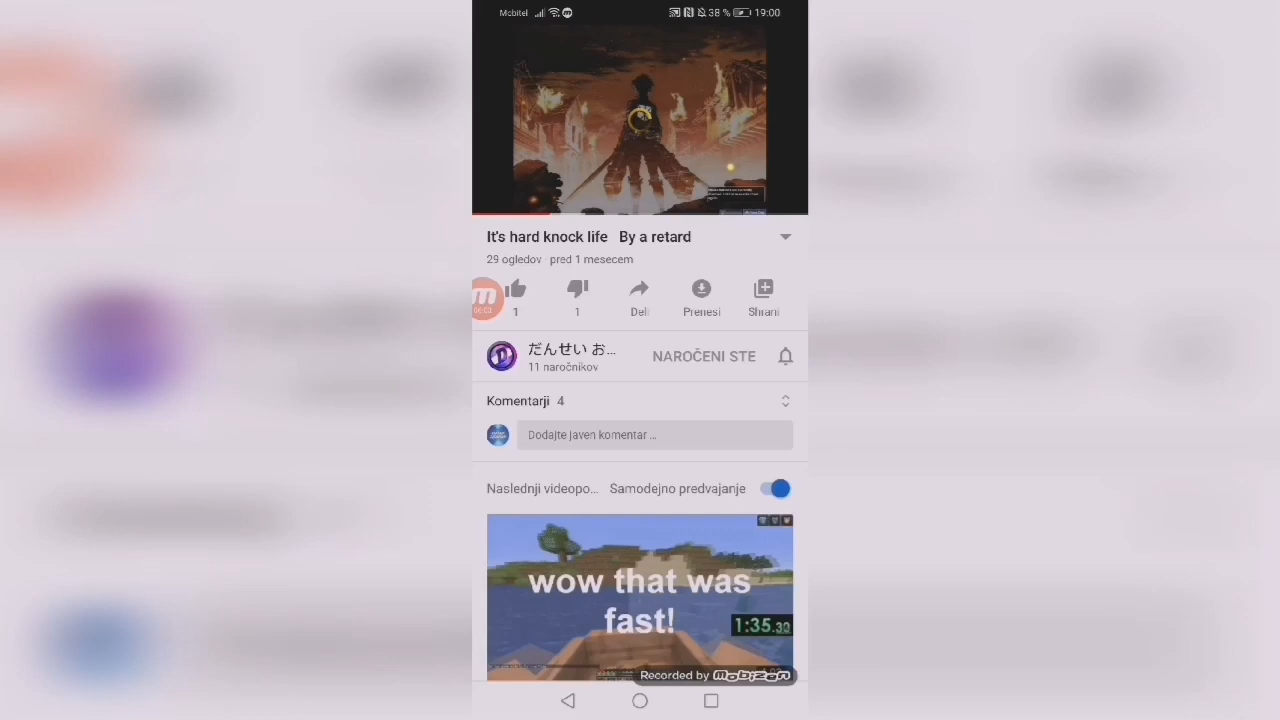 Mobitel 38 % 19:00
It's hard knock life By a retard
29 ogledov · pred 1 mesecem
06:03
1 1 Deli Prenesi Shrani
だんせい お...
NAROČENI STE
11 naročnikov
Komentarji 4
Dodajte javen komentar ...
Naslednji videopo... Samodejno predvajanje
wow that was
fast!
1:35.30
Recorded by mobizen